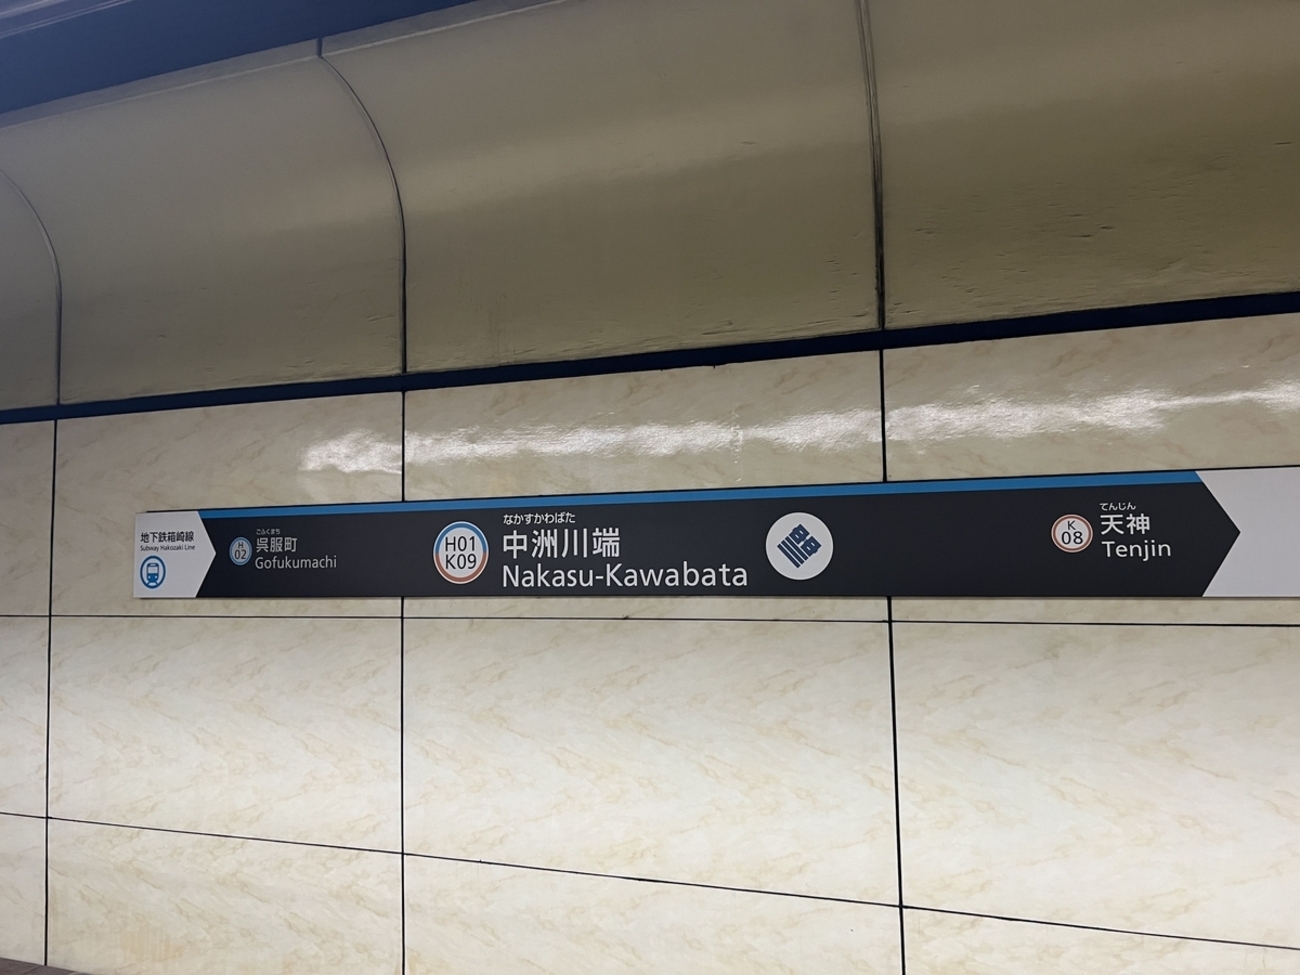 地下鉄箱崎線
Subway Hakozaki Line
H
02
ごふくまち
呉服町
Gofukumachi
H01
K09
なかすかわばた
中洲川端
Nakasu-Kawabata
K
08
てんじん
天神
Tenjin